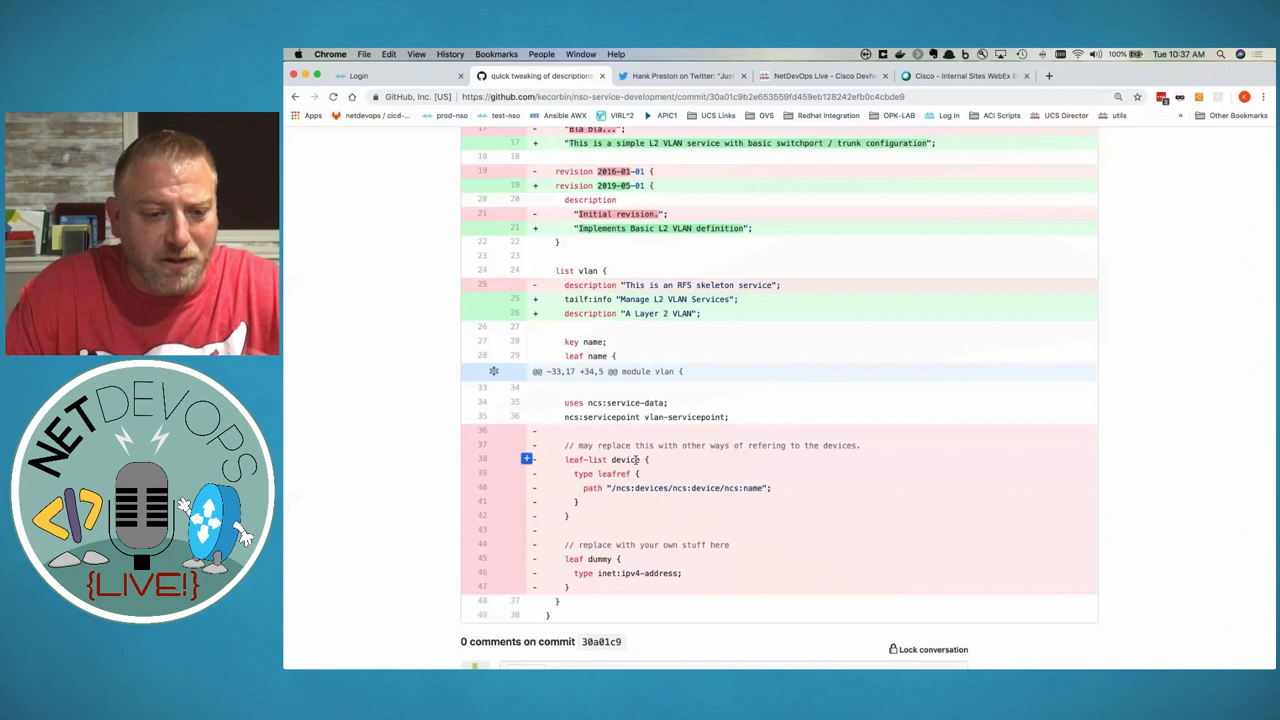 Chrome File Edit View History Bookmarks People Window Help 100% Tue 10:37 AM
Login quick tweaking of descriptions Hank Preston on Twitter: "Just NetDevOps Live - Cisco DevNe Cisco - Internal Sites WebEx E
GitHub, Inc. [US] https://github.com/kecorbin/nso-service-development/commit/30a01c9b2e653559fd459eb128242efb0c4cbde9
Apps netdevops / cicd-... prod-nso test-nso Ansible AWX VIRL^2 APIC1 UCS Links OVS Redhat Integration OPK-LAB Log In ACI Scripts UCS Director utils » Other Bookmarks
17 - "Bla bla...";
17 + "This is a simple L2 VLAN service with basic switchport / trunk configuration";
18 18
19 - revision 2016-01-01 {
19 + revision 2019-05-01 {
20 20 description
21 - "Initial revision.";
21 + "Implements Basic L2 VLAN definition";
22 22 }
23 23
24 24 list vlan {
25 - description "This is an RFS skeleton service";
25 + tailf:info "Manage L2 VLAN Services";
26 + description "A Layer 2 VLAN";
26 27
27 28 key name;
28 29 leaf name {
@@ -33,17 +34,5 @@ module vlan {
33 34
34 35 uses ncs:service-data;
35 36 ncs:servicepoint vlan-servicepoint;
36 -
37 - // may replace this with other ways of refering to the devices.
38 - leaf-list device {
39 - type leafref {
40 - path "/ncs:devices/ncs:device/ncs:name";
41 - }
42 - }
43 -
44 - // replace with your own stuff here
45 - leaf dummy {
46 - type inet:ipv4-address;
47 - }
48 37 }
49 38 }
0 comments on commit 30a01c9
Lock conversation
NETDEVOPS
</>
{LIVE!}